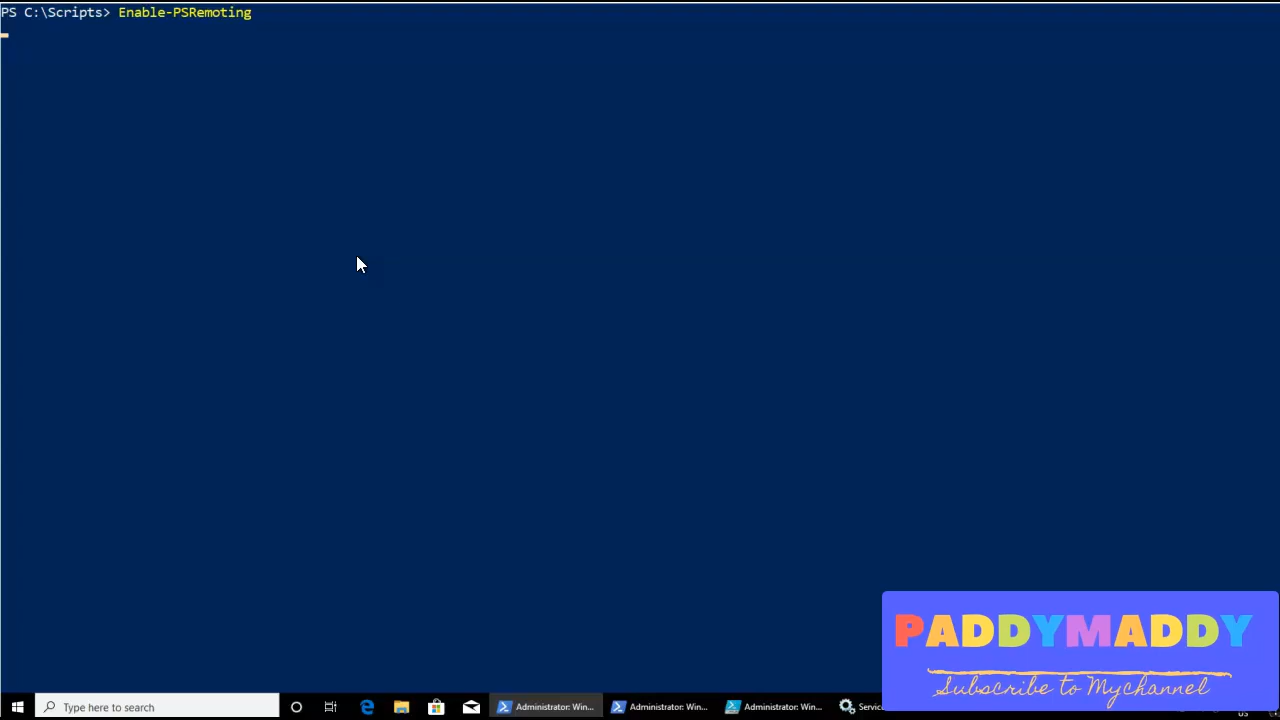 PS C:\Scripts> Enable-PSRemoting
PADDYMADDY
Subscribe to Mychannel
Type here to search
Administrator: Win...
Administrator: Win...
Administrator: Win...